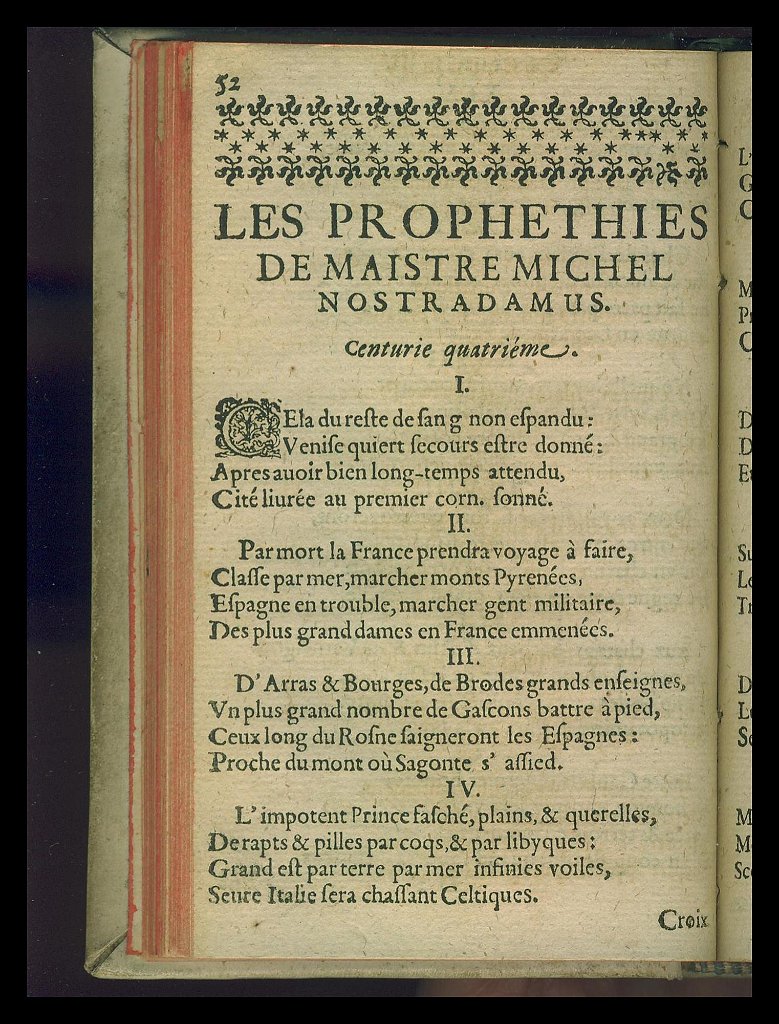 52
LES PROPHETHIES
DE MAISTRE MICHEL
NOSTRADAMUS.
Centurie quatriéme.
I.
CEla du reſte de ſang non eſpandu:
Veniſe quiert ſecours eſtre donné:
Apres auoir bien long-temps attendu,
Cité liurée au premier corn. ſonné.
II.
Par mort la France prendra voyage à faire,
Claſſe par mer, marcher monts Pyrenées,
Eſpagne en trouble, marcher gent militaire,
Des plus grand dames en France emmenées.
III.
D'Arras & Bourges, de Brodes grands enſeignes,
Vn plus grand nombre de Gaſcons battre à pied,
Ceux long du Roſne ſaigneront les Eſpagnes:
Proche du mont où Sagonte s' aſſied.
IV.
L'impotent Prince faſché, plains, & querelles,
De rapts & pilles par coqs, & par libyques:
Grand eſt par terre par mer infinies voiles,
Seure Italie ſera chaſſant Celtiques.
Croix